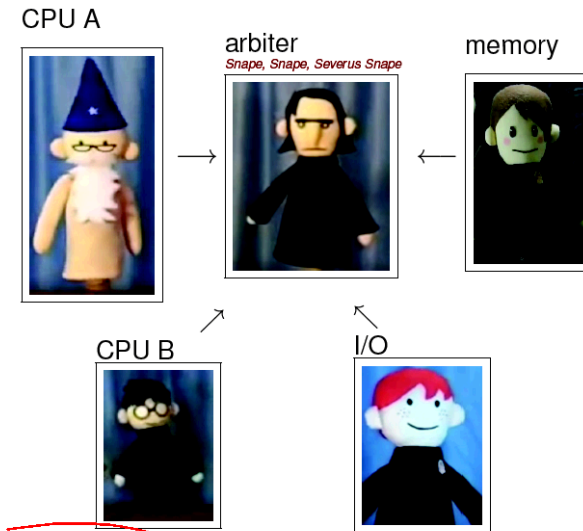 CPU A
arbiter
Snape, Snape, Severus Snape
memory
CPU B
I/O